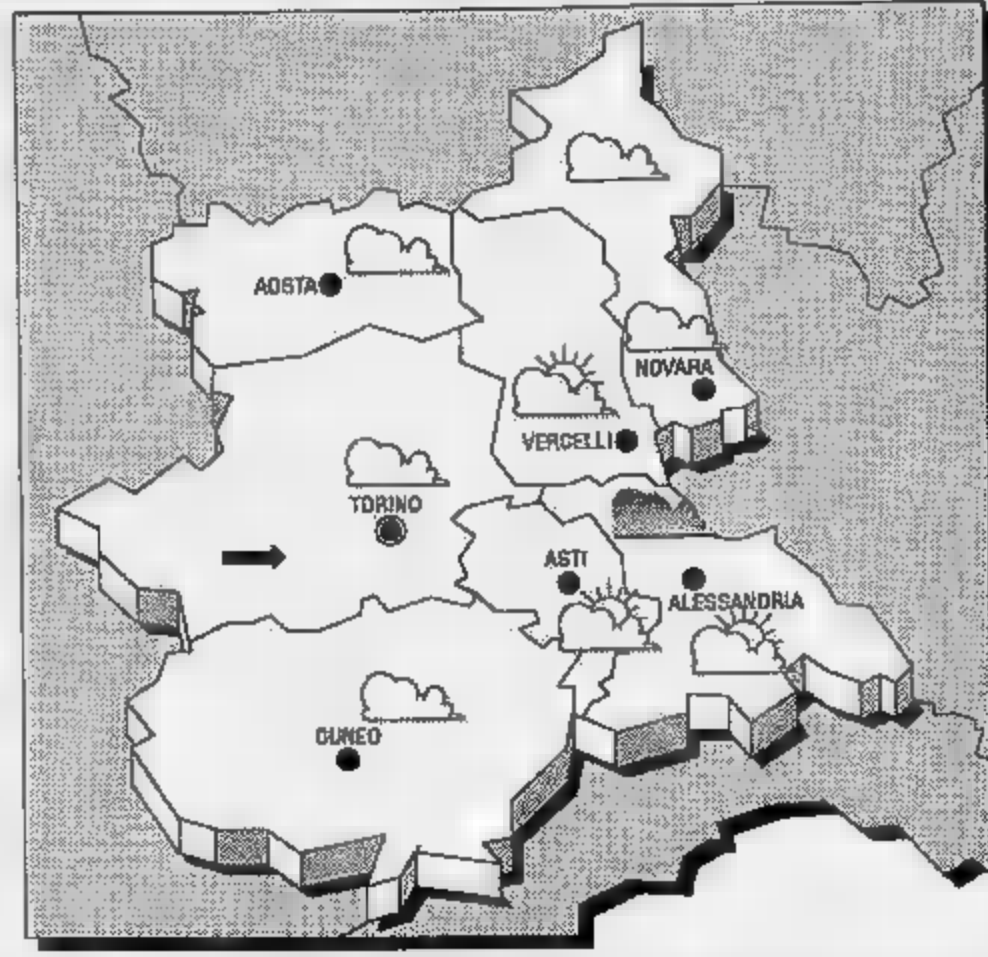 AOSTA
NOVARA
VERCELLI
TORINO
ASTI
ALESSANDRIA
CUNEO